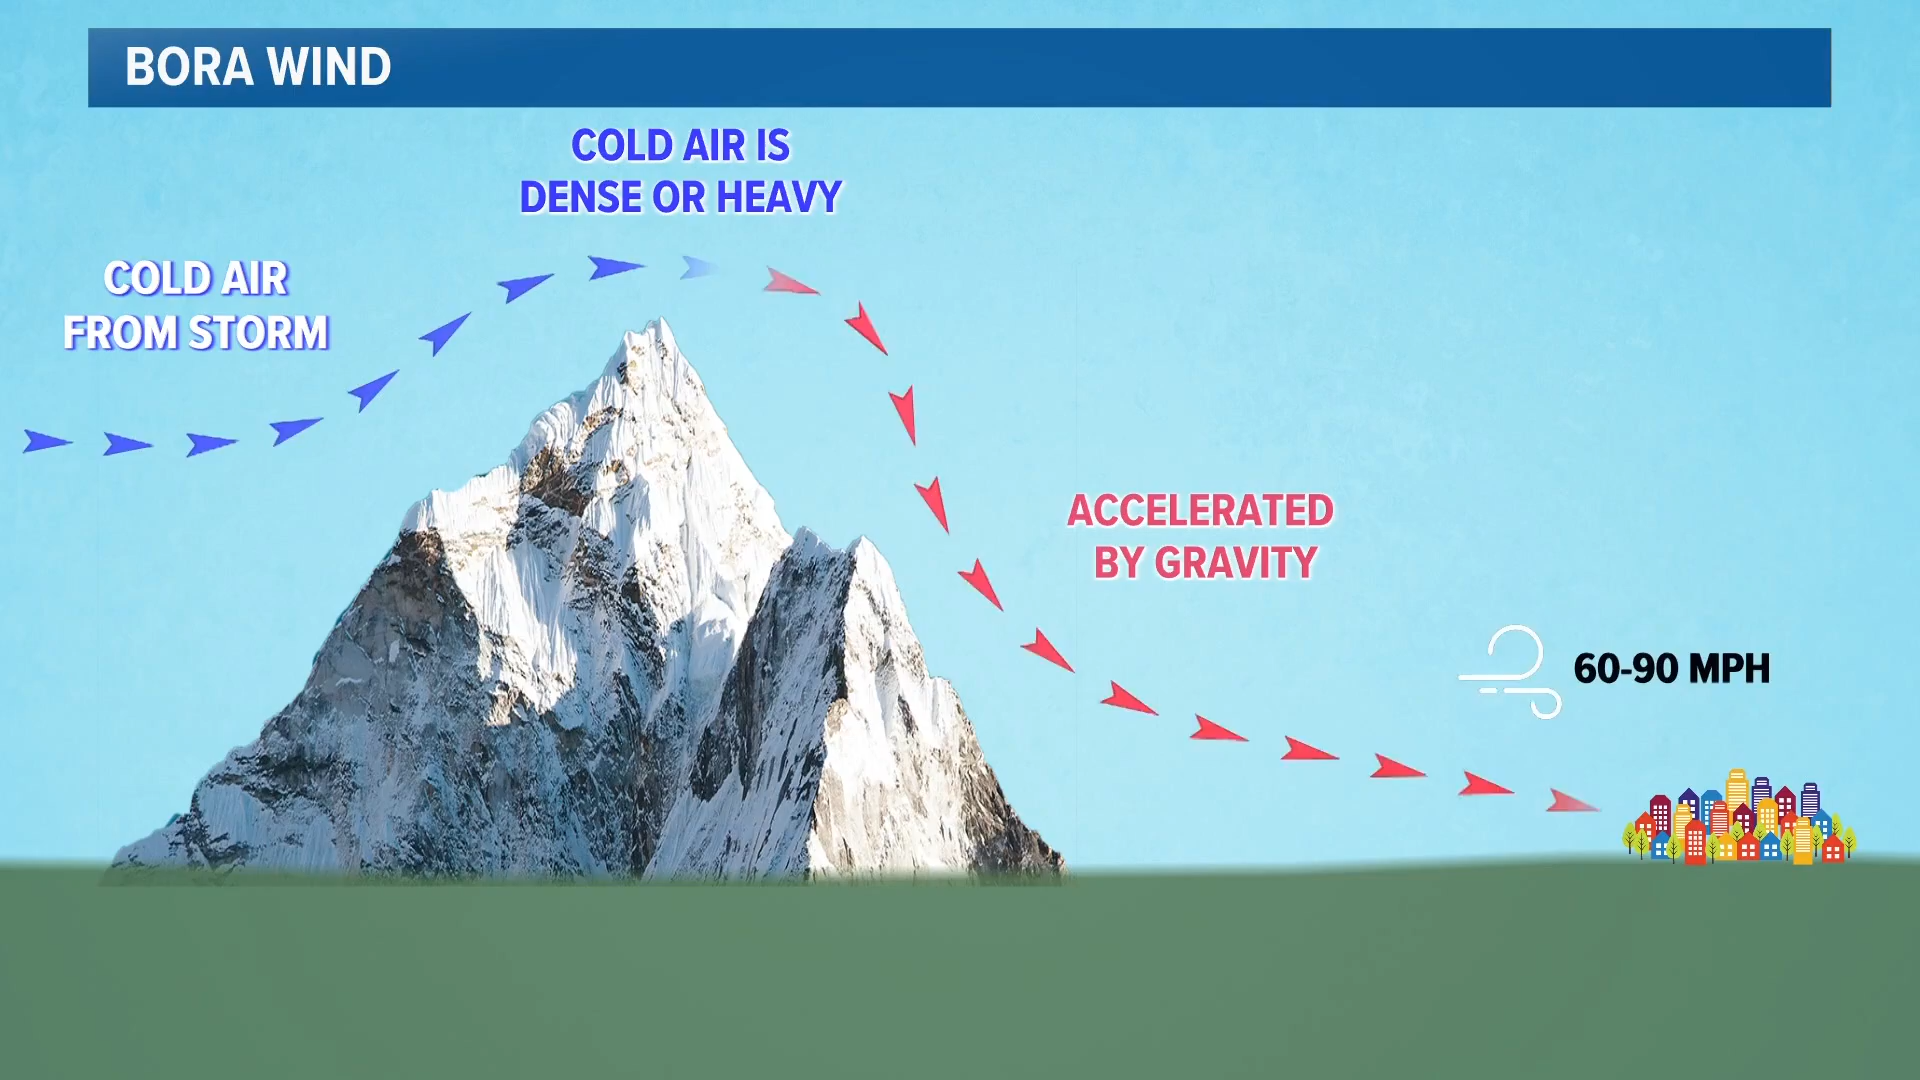 BORA WIND
COLD AIR IS
DENSE OR HEAVY
COLD AIR
FROM STORM
ACCELERATED
BY GRAVITY
60-90 MPH